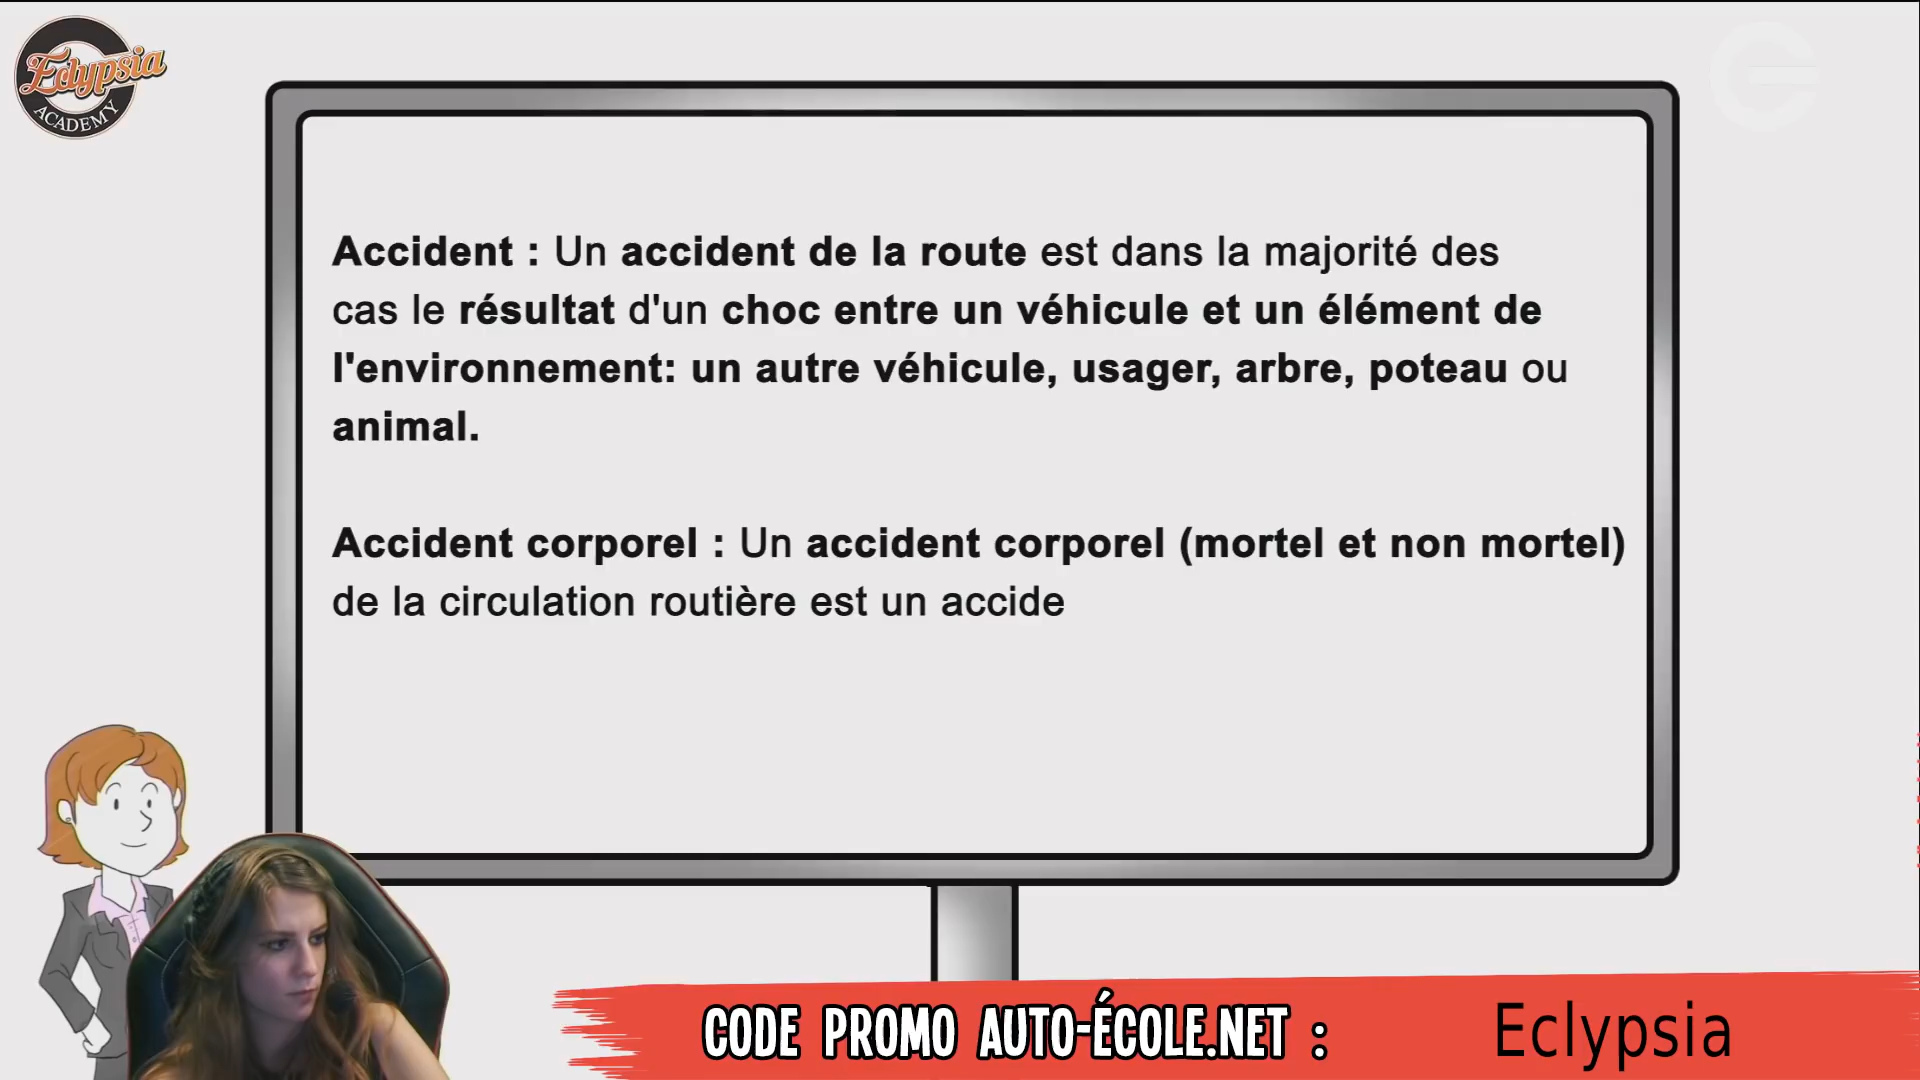 Eclypsia
ACADEMY
Accident : Un accident de la route est dans la majorité des
cas le résultat d'un choc entre un véhicule et un élément de
l'environnement: un autre véhicule, usager, arbre, poteau ou
animal.
Accident corporel : Un accident corporel (mortel et non mortel)
de la circulation routière est un accide
CODE PROMO AUTO-ÉCOLE.NET :
Eclypsia